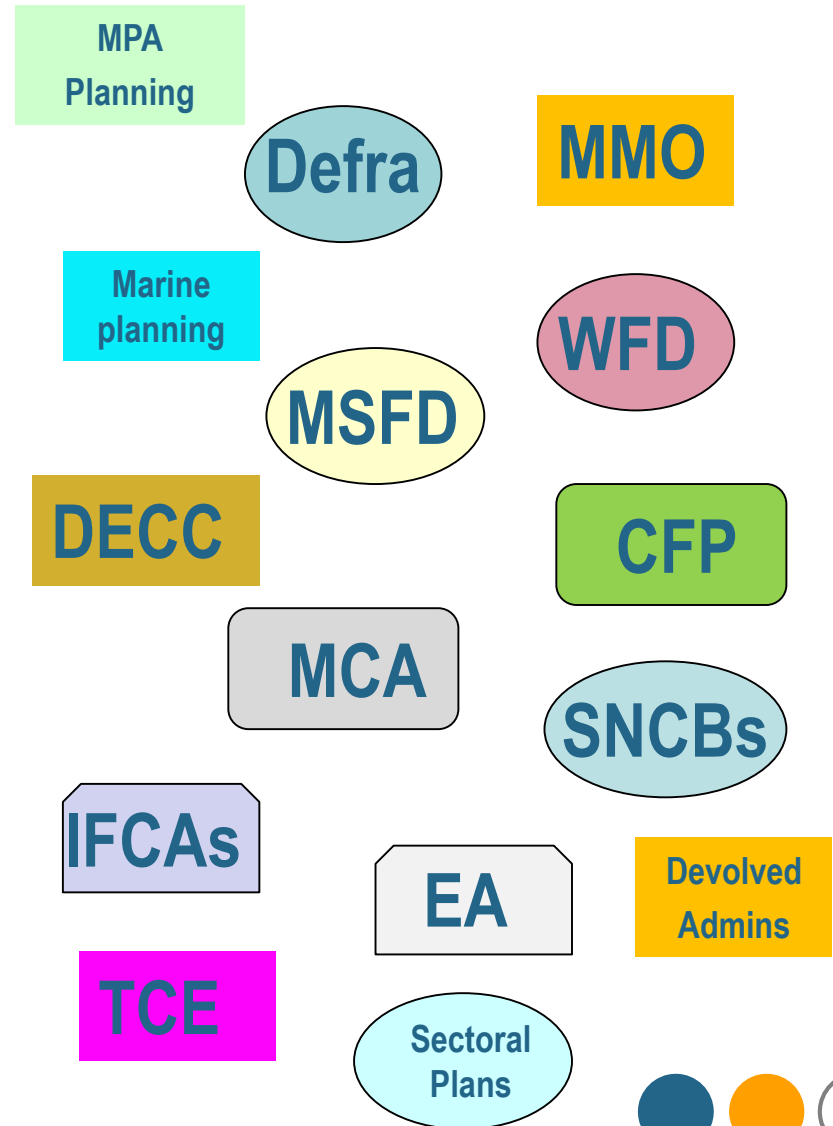 MPA
Planning
Defra
MMO
Marine
planning
WFD
MSFD
DECC
CFP
MCA
SNCBs
IFCAs
EA
Devolved
Admins
TCE
Sectoral
Plans